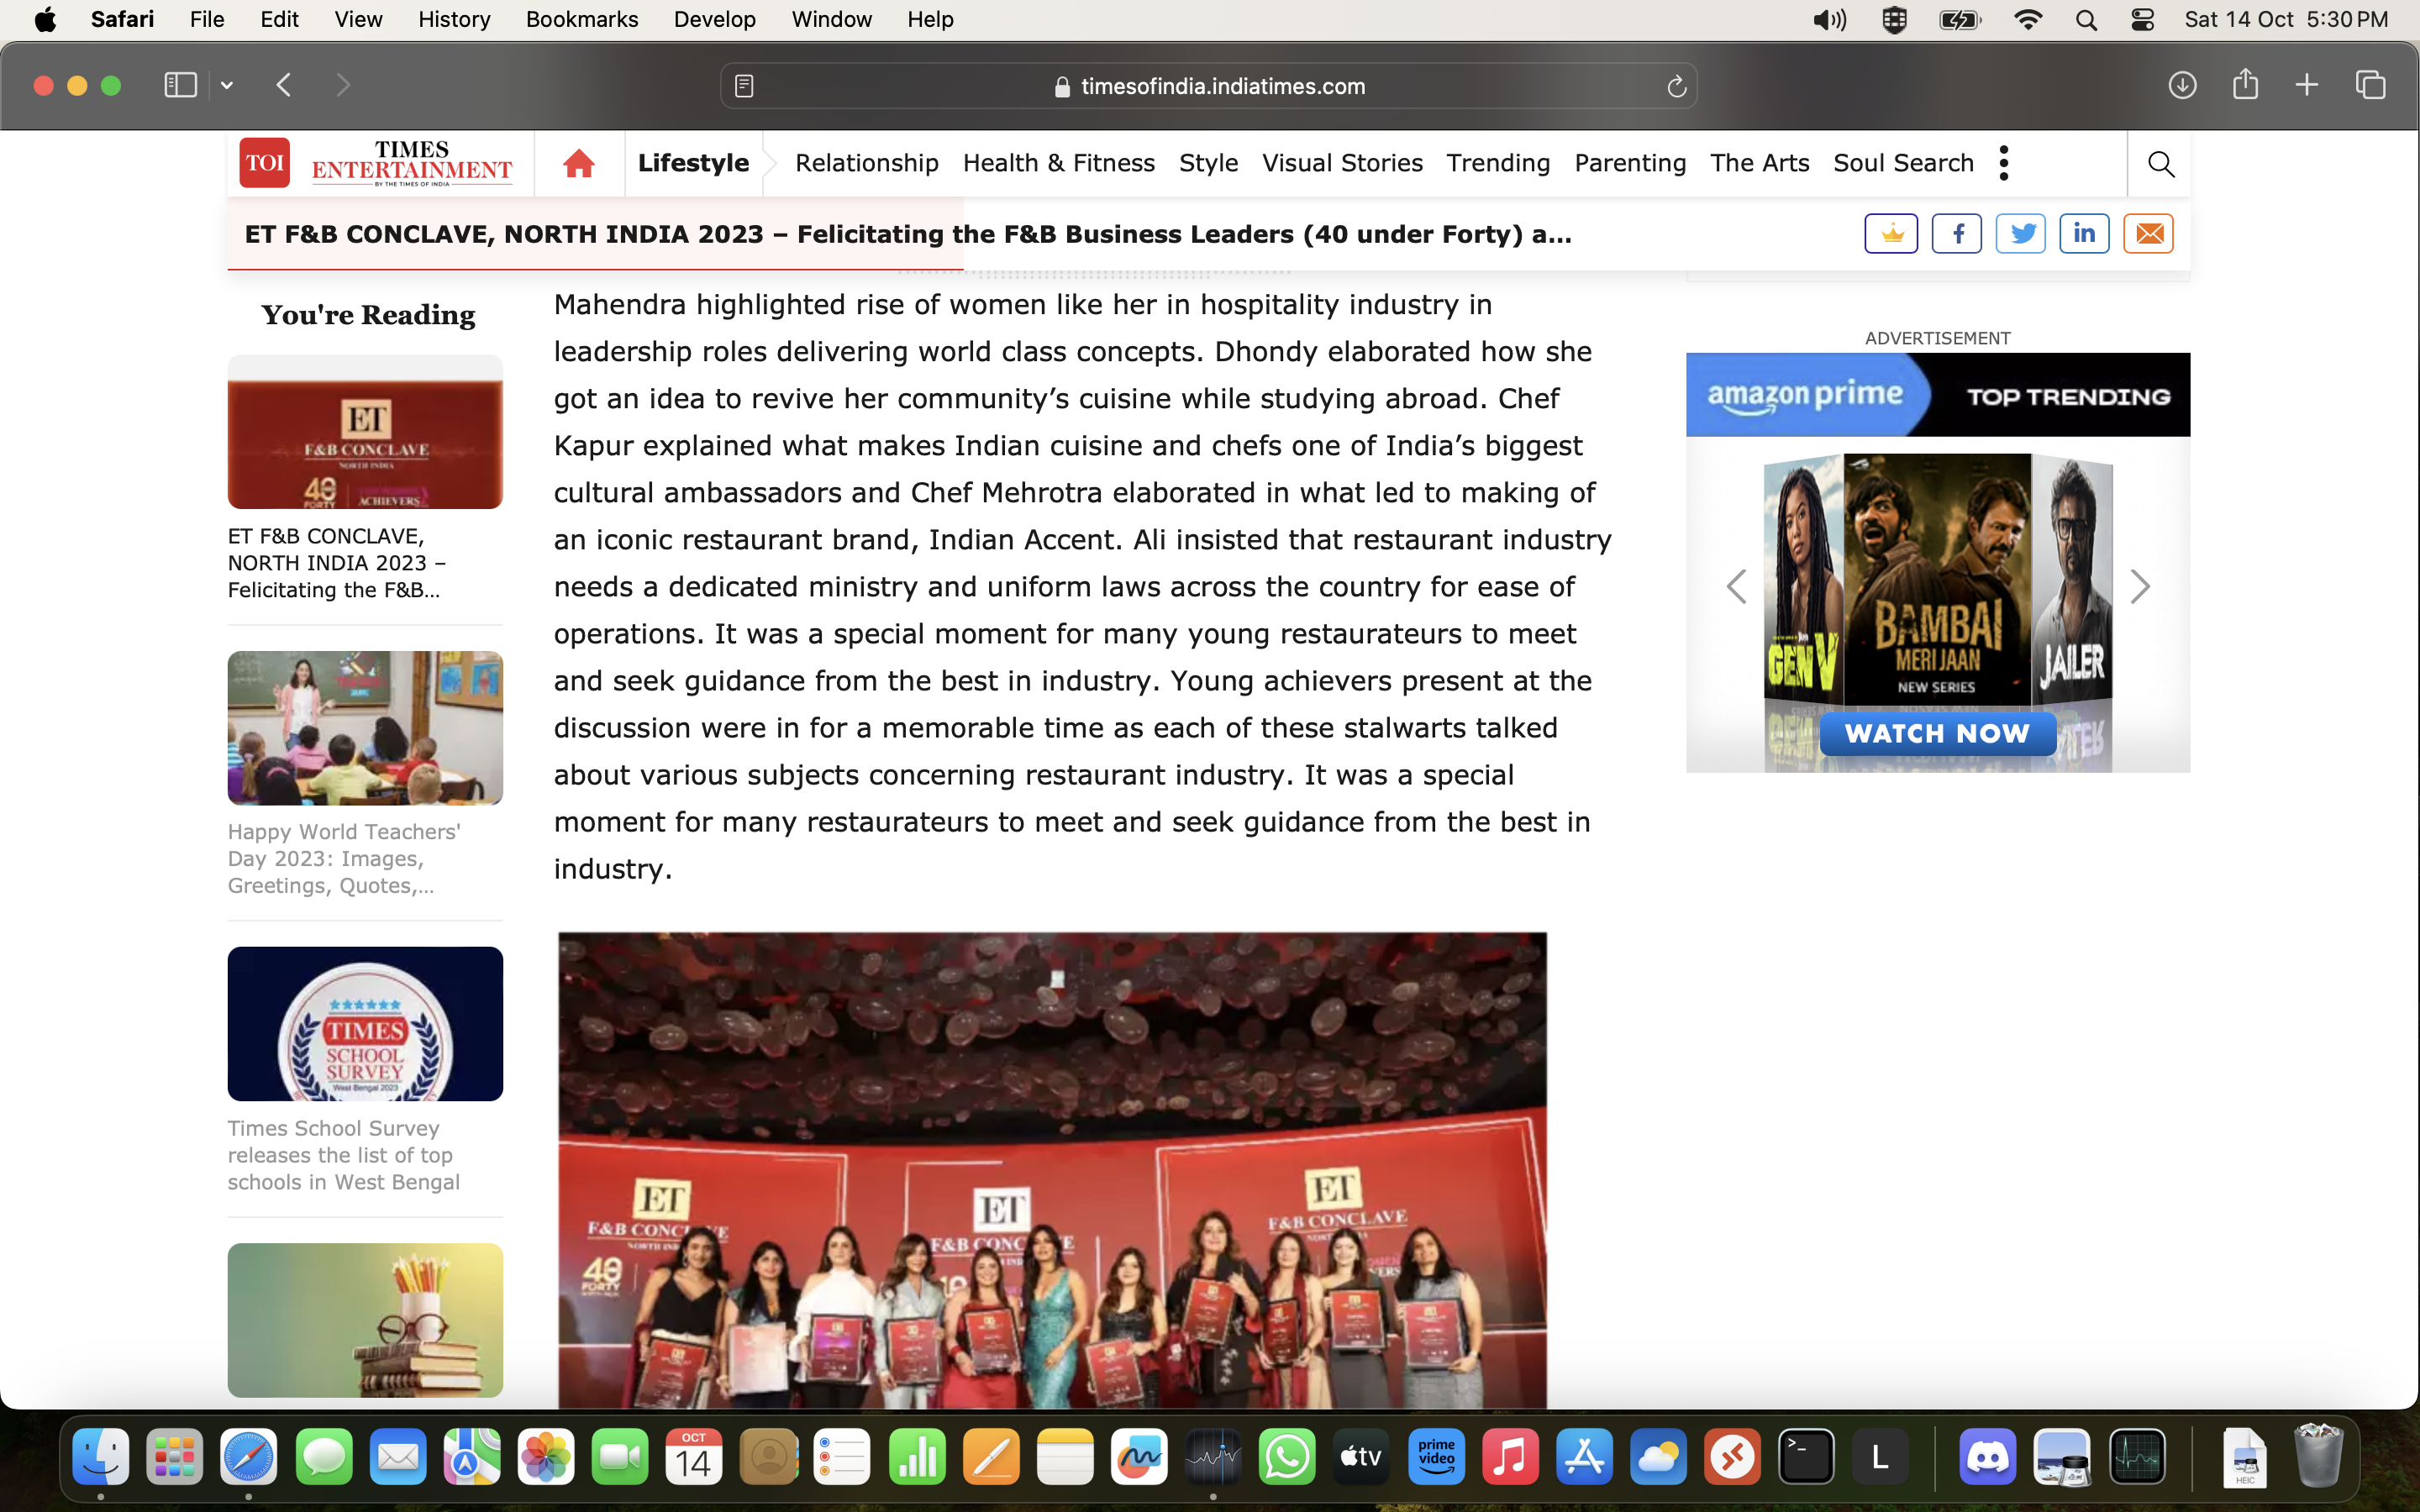 Safari File Edit View History Bookmarks Develop Window Help Sat 14 Oct 5:30 PM
timesofindia.indiatimes.com
TOI TIMES ENTERTAINMENT BY THE TIMES OF INDIA
Lifestyle Relationship Health & Fitness Style Visual Stories Trending Parenting The Arts Soul Search
ET F&B CONCLAVE, NORTH INDIA 2023 – Felicitating the F&B Business Leaders (40 under Forty) a...
You're Reading
ET
F&B CONCLAVE
NORTH INDIA
40
FORTY ACHIEVERS
ET F&B CONCLAVE,
NORTH INDIA 2023 –
Felicitating the F&B...
Happy World Teachers'
Day 2023: Images,
Greetings, Quotes,...
TIMES
SCHOOL
SURVEY
West Bengal 2023
Times School Survey
releases the list of top
schools in West Bengal
Mahendra highlighted rise of women like her in hospitality industry in
leadership roles delivering world class concepts. Dhondy elaborated how she
got an idea to revive her community’s cuisine while studying abroad. Chef
Kapur explained what makes Indian cuisine and chefs one of India’s biggest
cultural ambassadors and Chef Mehrotra elaborated in what led to making of
an iconic restaurant brand, Indian Accent. Ali insisted that restaurant industry
needs a dedicated ministry and uniform laws across the country for ease of
operations. It was a special moment for many young restaurateurs to meet
and seek guidance from the best in industry. Young achievers present at the
discussion were in for a memorable time as each of these stalwarts talked
about various subjects concerning restaurant industry. It was a special
moment for many restaurateurs to meet and seek guidance from the best in
industry.
ET
F&B CONCLAVE
40
FORTY
ET
F&B CONC E
ET
F&B CONCLAVE
ADVERTISEMENT
amazon prime TOP TRENDING
GEN V
BAMBAI
MERI JAAN
NEW SERIES
JAILER
WATCH NOW
OCT
14
tv
prime video
L
HEIC